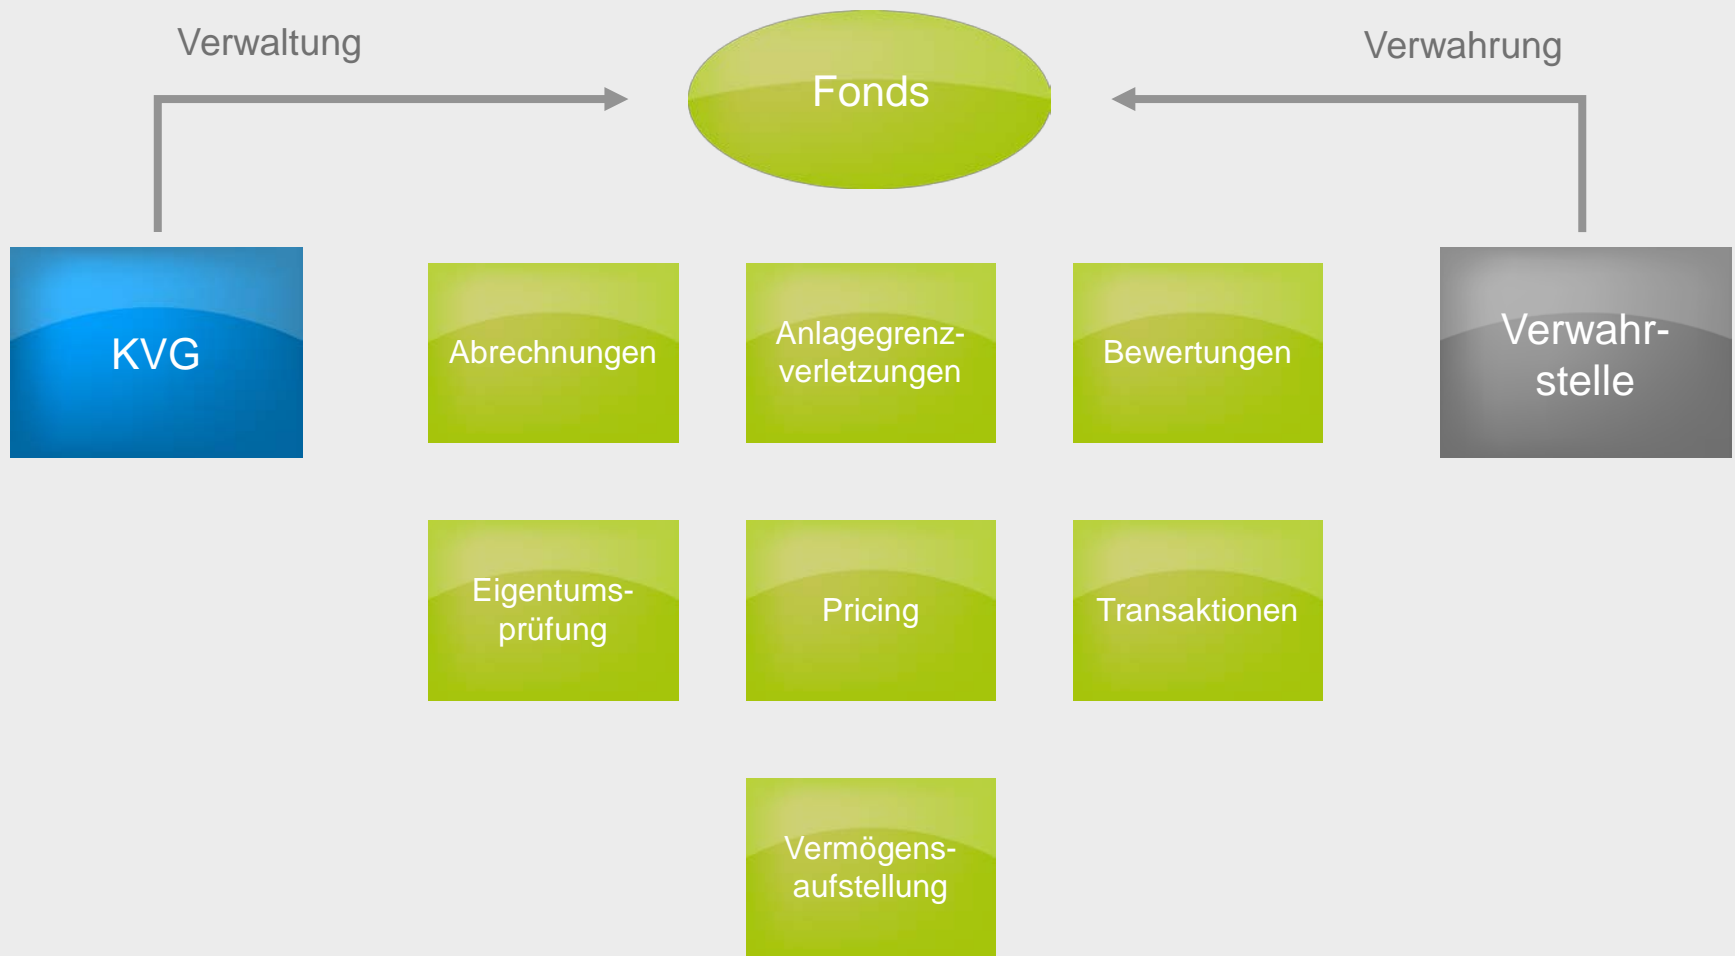 Verwaltung
Fonds
Verwahrung
KVG
Abrechnungen
Anlagegrenz-
verletzungen
Bewertungen
Verwahr-
stelle
Eigentums-
prüfung
Pricing
Transaktionen
Vermögens-
aufstellung